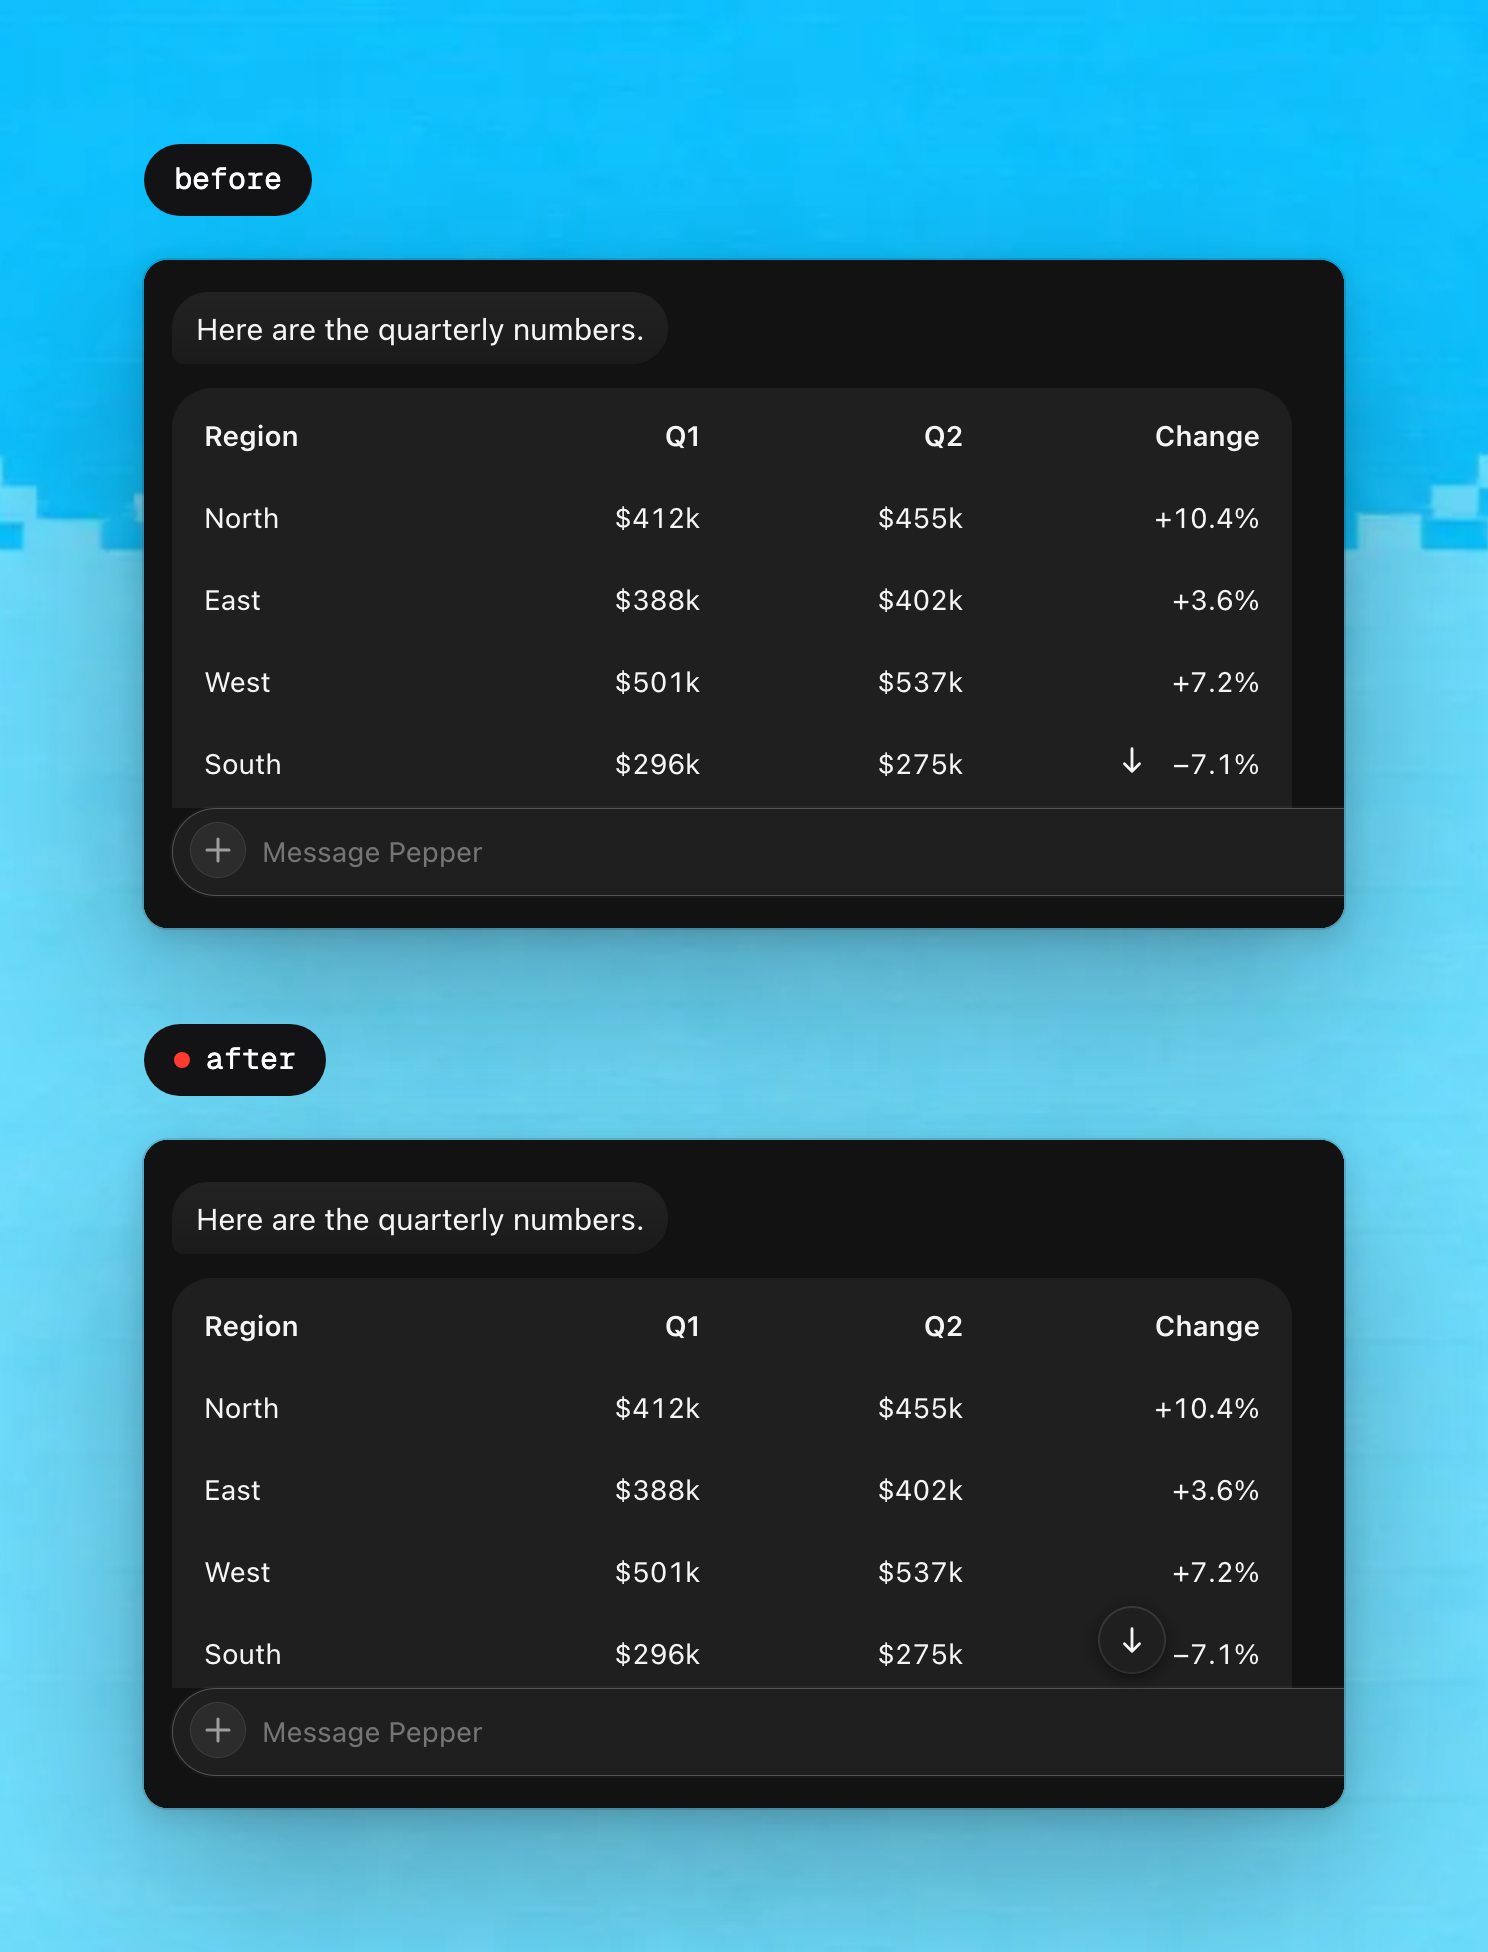 before
Here are the quarterly numbers.
Region Q1 Q2 Change
North $412k $455k +10.4%
East $388k $402k +3.6%
West $501k $537k +7.2%
South $296k $275k ↓ −7.1%
Message Pepper
after
Here are the quarterly numbers.
Region Q1 Q2 Change
North $412k $455k +10.4%
East $388k $402k +3.6%
West $501k $537k +7.2%
South $296k $275k ↓ −7.1%
Message Pepper